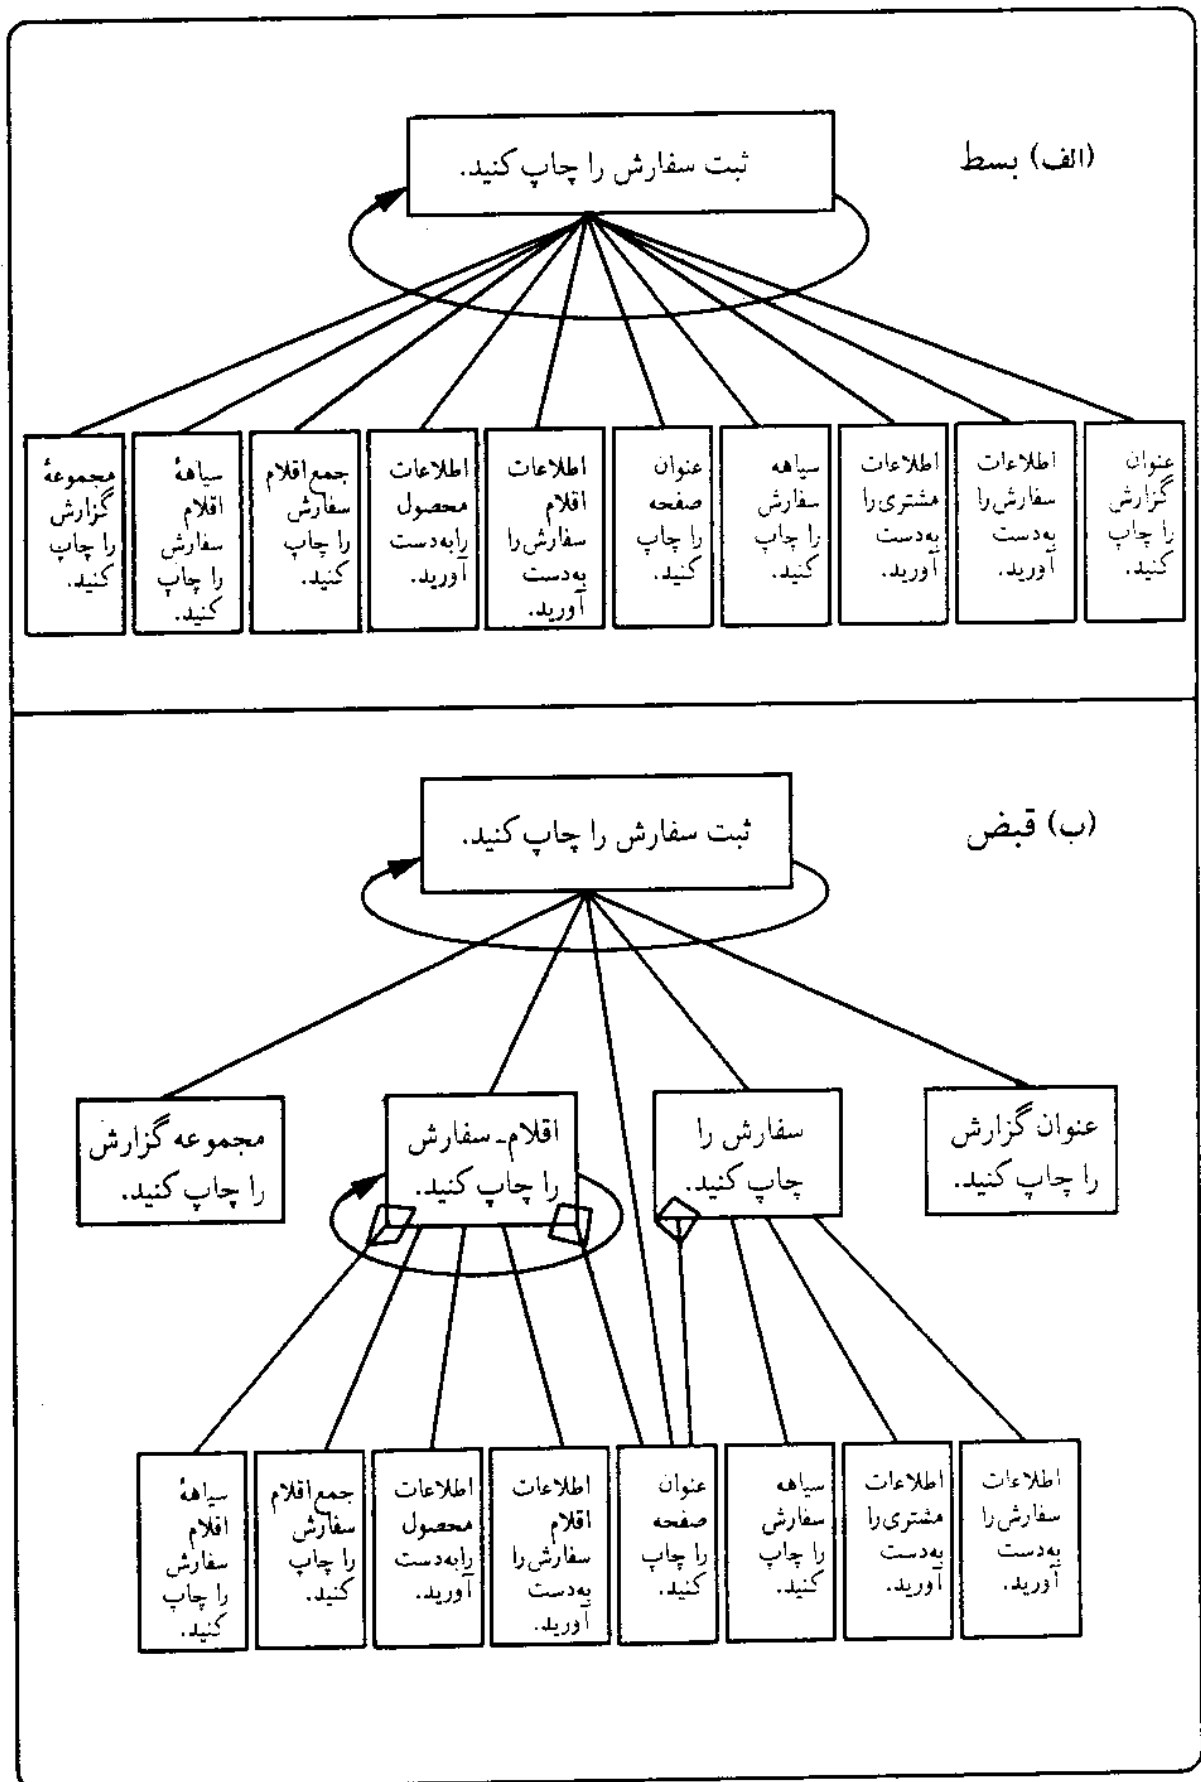 (الف) بسط
ثبت سفارش را چاپ کنید.
عنوان
گزارش
را چاپ
کنید.
اطلاعات
سفارش را
به‌دست
آورید.
اطلاعات
مشتری را
به‌دست
آورید.
سیاهه
سفارش
را چاپ
کنید.
عنوان
صفحه
را چاپ
کنید.
اطلاعات
اقلام
سفارش را
به‌دست
آورید.
اطلاعات
محصول
را به‌دست
آورید.
جمع اقلام
سفارش
را چاپ
کنید.
سیاههٔ
اقلام
سفارش
را چاپ
کنید.
مجموعهٔ
گزارش
را چاپ
کنید.
(ب) قبض
ثبت سفارش را چاپ کنید.
عنوان گزارش
را چاپ کنید.
سفارش را
چاپ کنید.
اقلام-سفارش
را چاپ کنید.
مجموعه گزارش
را چاپ کنید.
اطلاعات
سفارش را
به‌دست
آورید.
اطلاعات
مشتری را
به‌دست
آورید.
سیاهه
سفارش
را چاپ
کنید.
عنوان
صفحه
را چاپ
کنید.
اطلاعات
اقلام
سفارش را
به‌دست
آورید.
اطلاعات
محصول
را به‌دست
آورید.
جمع اقلام
سفارش
را چاپ
کنید.
سیاههٔ
اقلام
سفارش
را چاپ
کنید.